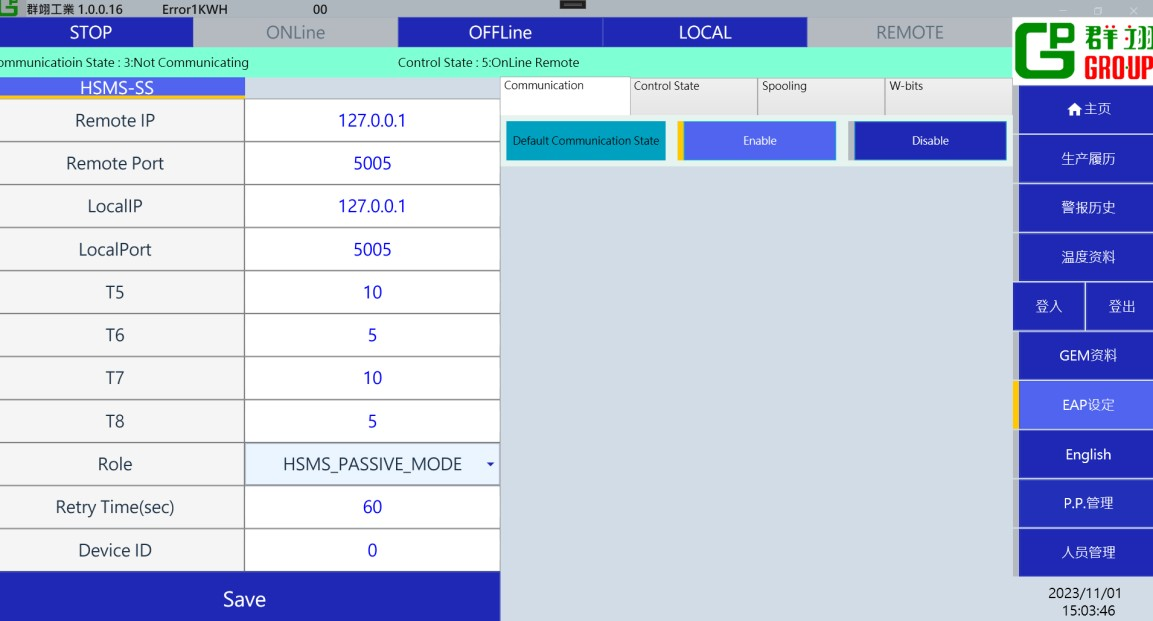 群翊工業 1.0.0.16 Error1KWH 00
STOP ONLine OFFLine LOCAL REMOTE
ommunicatioin State : 3:Not Communicating Control State : 5:OnLine Remote
GP 群翊 GROUP
HSMS-SS
Remote IP 127.0.0.1
Remote Port 5005
LocalIP 127.0.0.1
LocalPort 5005
T5 10
T6 5
T7 10
T8 5
Role HSMS_PASSIVE_MODE
Retry Time(sec) 60
Device ID 0
Save
Communication Control State Spooling W-bits
Default Communication State Enable Disable
主页
生产履历
警报历史
温度资料
登入 登出
GEM资料
EAP设定
English
P.P.管理
人员管理
2023/11/01
15:03:46